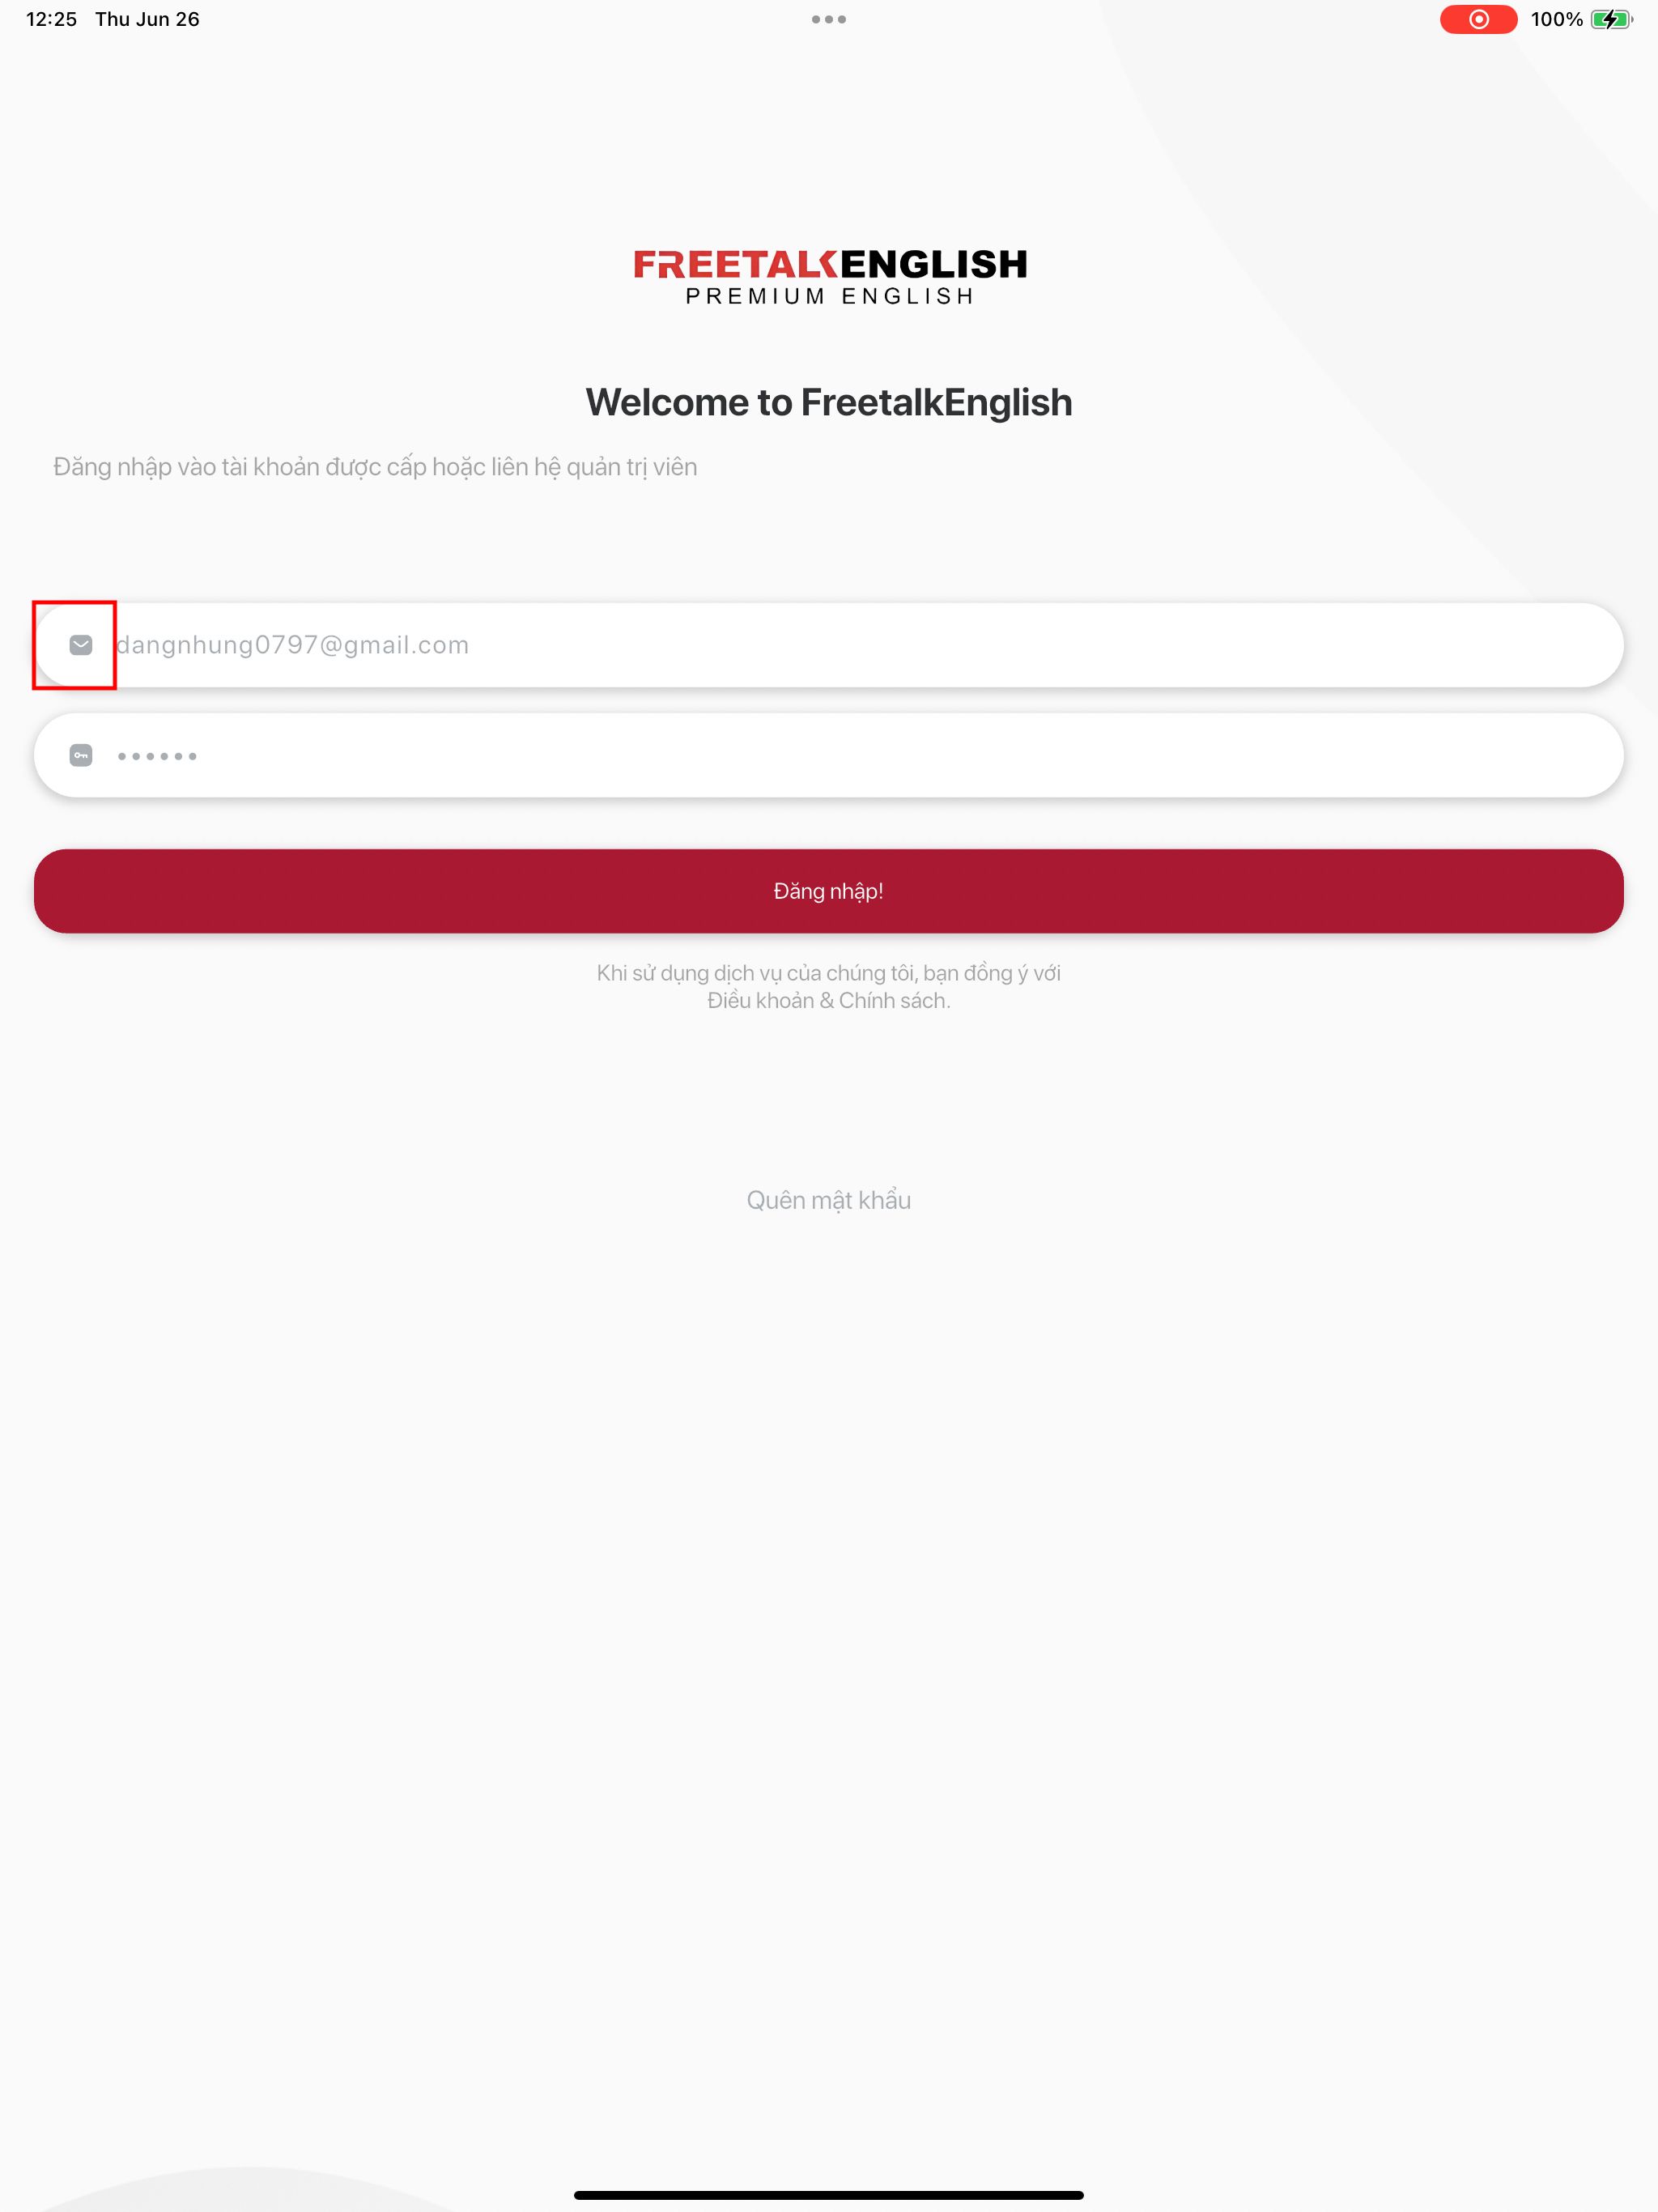 12:25 Thu Jun 26
100%
FREETALKENGLISH
PREMIUM ENGLISH
Welcome to FreetalkEnglish
Đăng nhập vào tài khoản được cấp hoặc liên hệ quản trị viên
dangnhung0797@gmail.com
••••••
Đăng nhập!
Khi sử dụng dịch vụ của chúng tôi, bạn đồng ý với
Điều khoản & Chính sách.
Quên mật khẩu